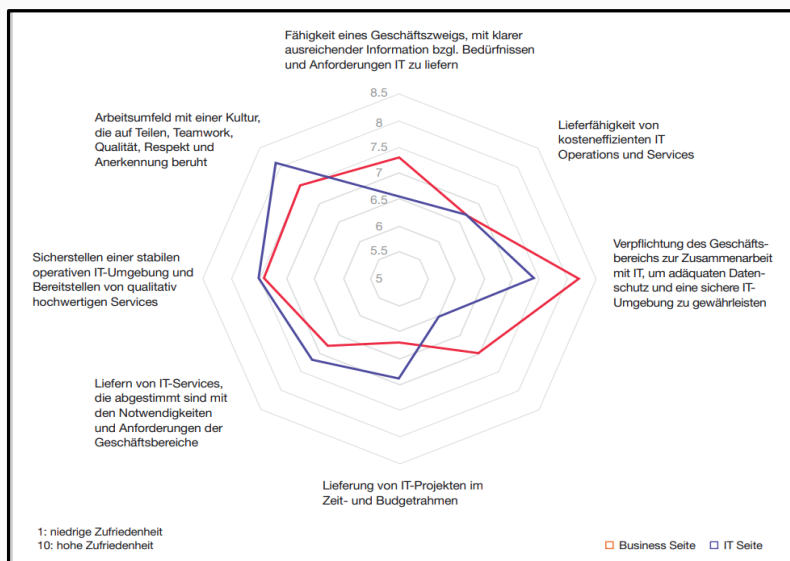 Fähigkeit eines Geschäftszweigs, mit klarer
ausreichender Information bzgl. Bedürfnissen
und Anforderungen IT zu liefern
8.5
8
7.5
7
6.5
6
5.5
5
Arbeitsumfeld mit einer Kultur,
die auf Teilen, Teamwork,
Qualität, Respekt und
Anerkennung beruht
Lieferfähigkeit von
kosteneffizienten IT
Operations und Services
Sicherstellen einer stabilen
operativen IT-Umgebung und
Bereitstellen von qualitativ
hochwertigen Services
Verpflichtung des Geschäfts-
bereichs zur Zusammenarbeit
mit IT, um adäquaten Daten-
schutz und eine sichere IT-
Umgebung zu gewährleisten
Liefern von IT-Services,
die abgestimmt sind mit
den Notwendigkeiten
und Anforderungen der
Geschäftsbereiche
Lieferung von IT-Projekten im
Zeit- und Budgetrahmen
1: niedrige Zufriedenheit
10: hohe Zufriedenheit
Business Seite
IT Seite